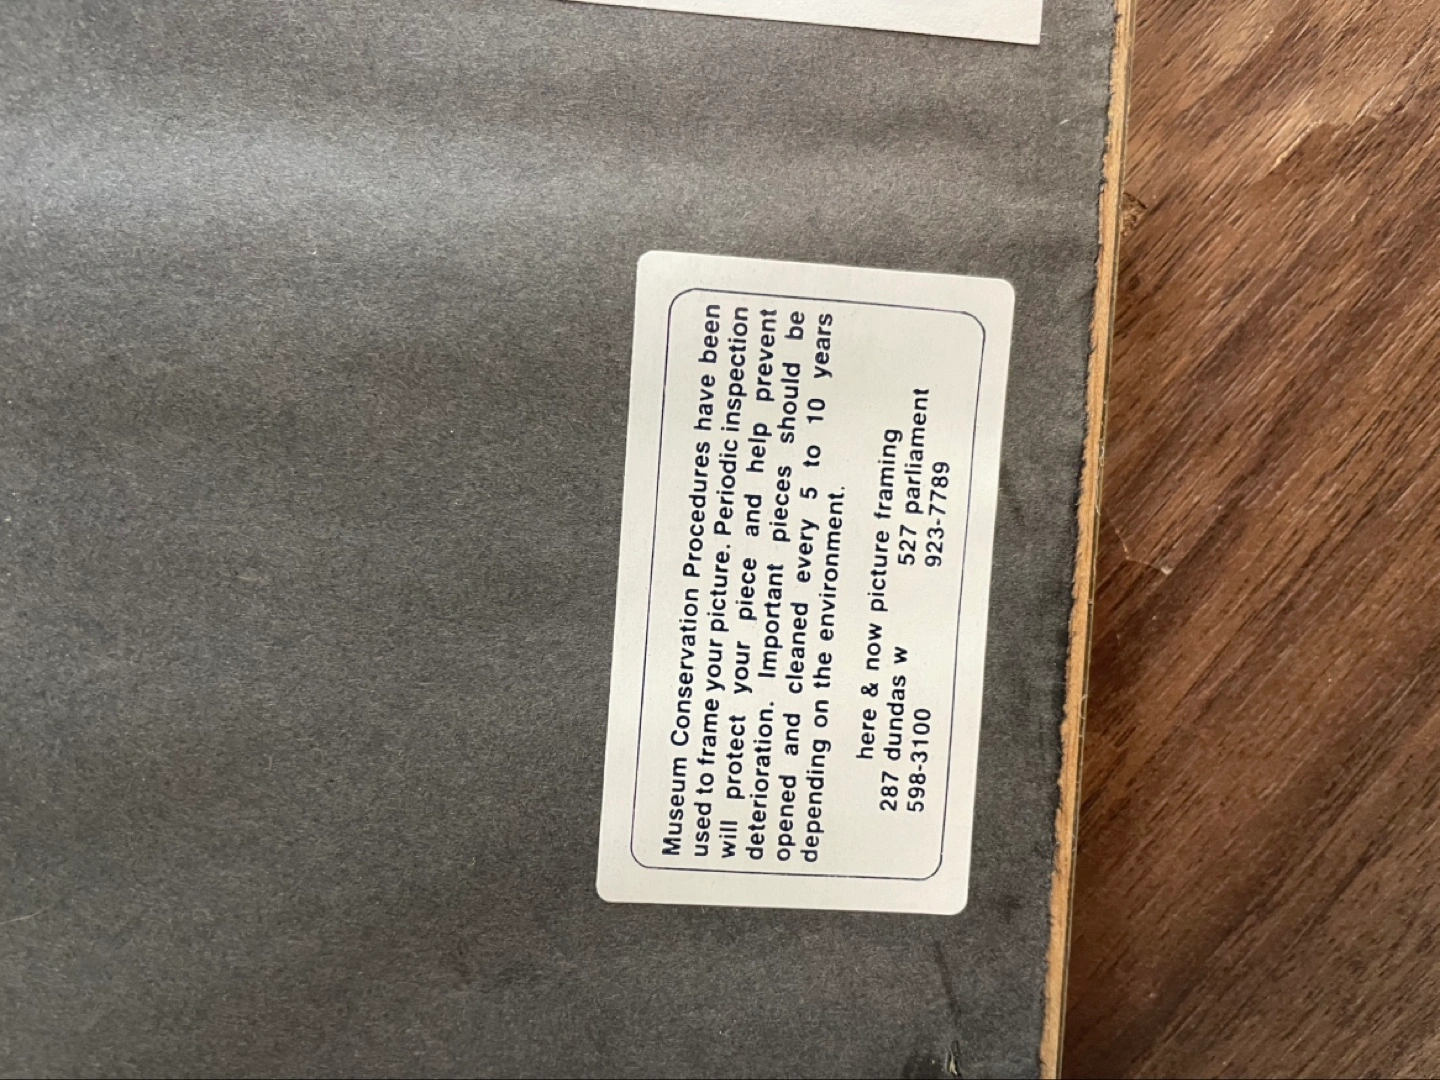 Museum Conservation Procedures have been
used to frame your picture. Periodic inspection
will protect your piece and help prevent
deterioration. Important pieces should be
opened and cleaned every 5 to 10 years
depending on the environment.
here & now picture framing
287 dundas w 527 parliament
598-3100 923-7789